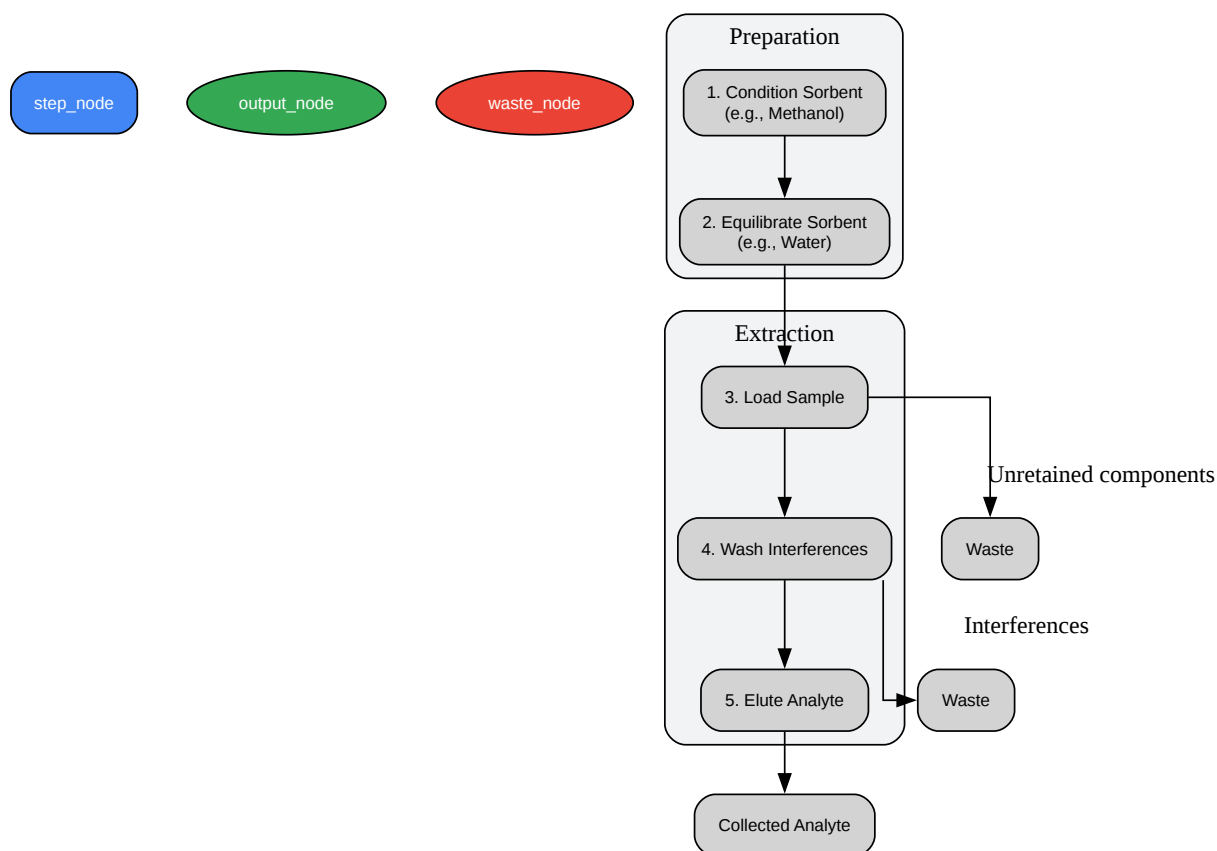 step_node
output_node
waste_node
Preparation
1. Condition Sorbent
(e.g., Methanol)
2. Equilibrate Sorbent
(e.g., Water)
Extraction
3. Load Sample
Unretained components
4. Wash Interferences
Waste
Interferences
5. Elute Analyte
Waste
Collected Analyte